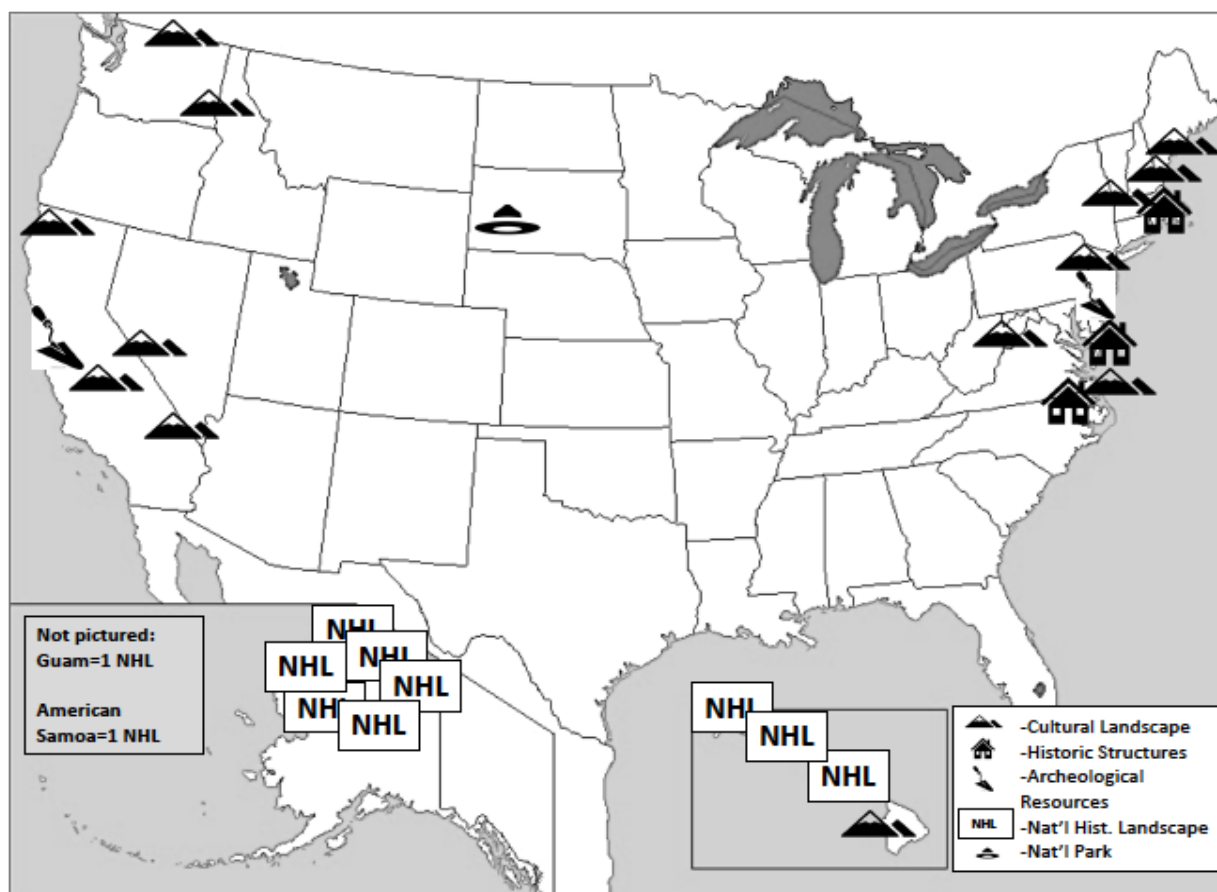 Not pictured:
Guam=1 NHL
American
Samoa=1 NHL
NHL
NHL
NHL
NHL
NHL
NHL
NHL
NHL
NHL
-Cultural Landscape
-Historic Structures
-Archeological
Resources
NHL -Nat'l Hist. Landscape
-Nat'l Park